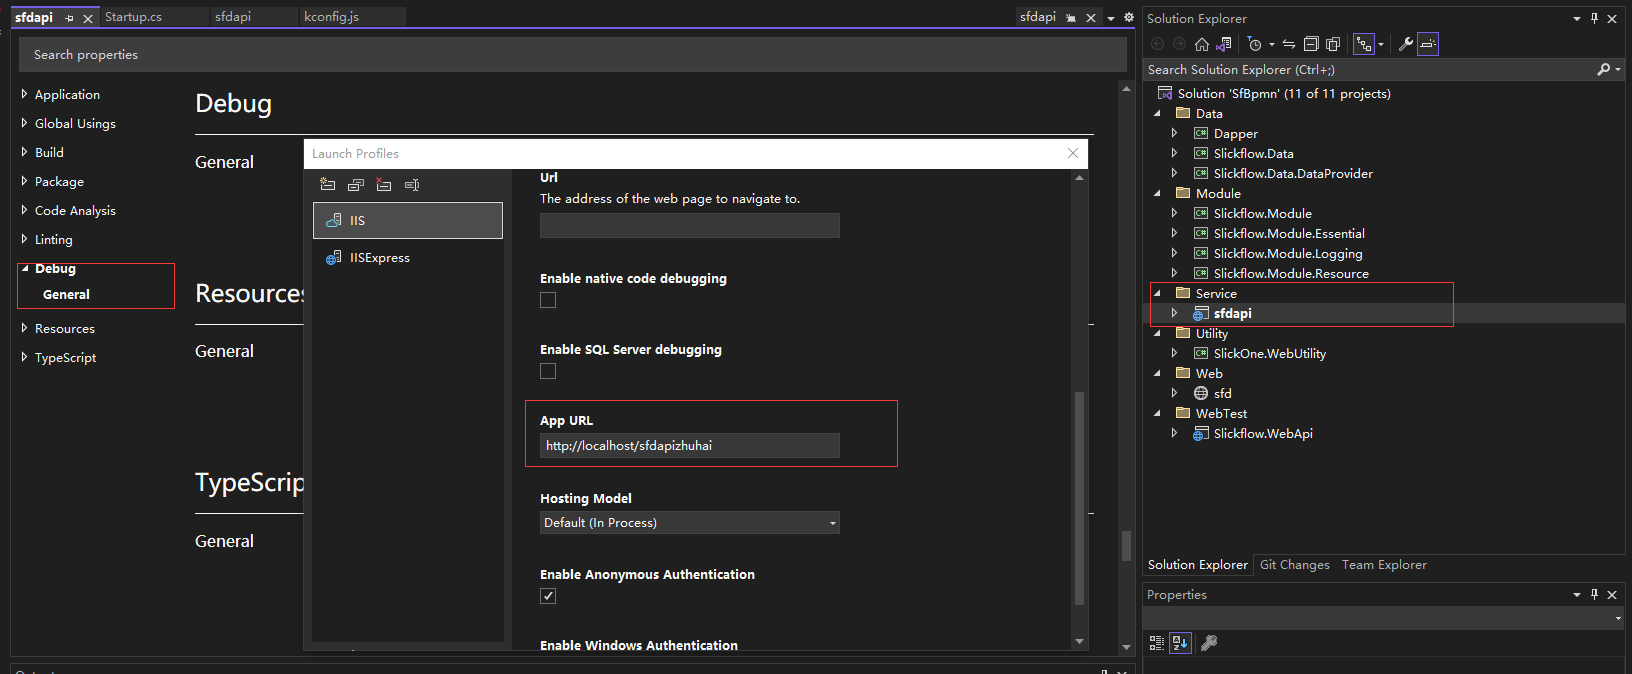 sfdapi
Startup.cs
sfdapi
kconfig.js
sfdapi
Search properties
Application
Global Usings
Build
Package
Code Analysis
Linting
Debug
General
Resources
TypeScript
Debug
General
Resources
General
TypeScrip
General
Launch Profiles
IIS
IISExpress
Url
The address of the web page to navigate to.
Enable native code debugging
Enable SQL Server debugging
App URL
http://localhost/sfdapizhuhai
Hosting Model
Default (In Process)
Enable Anonymous Authentication
Enable Windows Authentication
Solution Explorer
Search Solution Explorer (Ctrl+;)
Solution 'SfBpmn' (11 of 11 projects)
Data
C# Dapper
C# Slickflow.Data
C# Slickflow.Data.DataProvider
Module
C# Slickflow.Module
C# Slickflow.Module.Essential
C# Slickflow.Module.Logging
C# Slickflow.Module.Resource
Service
sfdapi
Utility
C# SlickOne.WebUtility
Web
sfd
WebTest
Slickflow.WebApi
Solution Explorer Git Changes Team Explorer
Properties